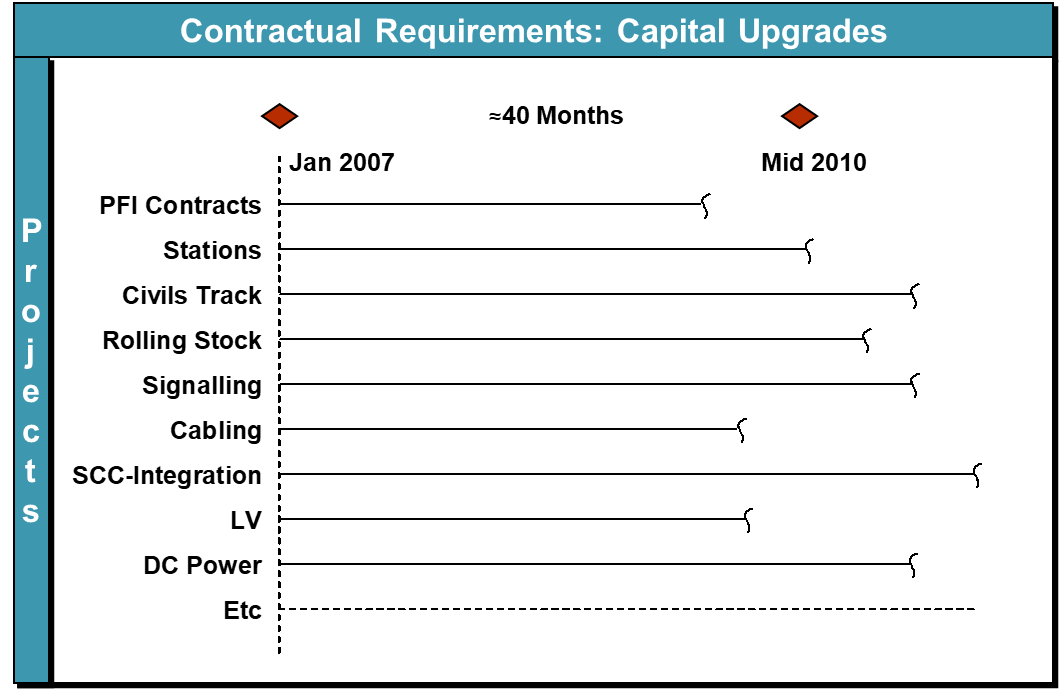 Contractual Requirements: Capital Upgrades
Projects
≈40 Months
Jan 2007
Mid 2010
PFI Contracts
Stations
Civils Track
Rolling Stock
Signalling
Cabling
SCC-Integration
LV
DC Power
Etc